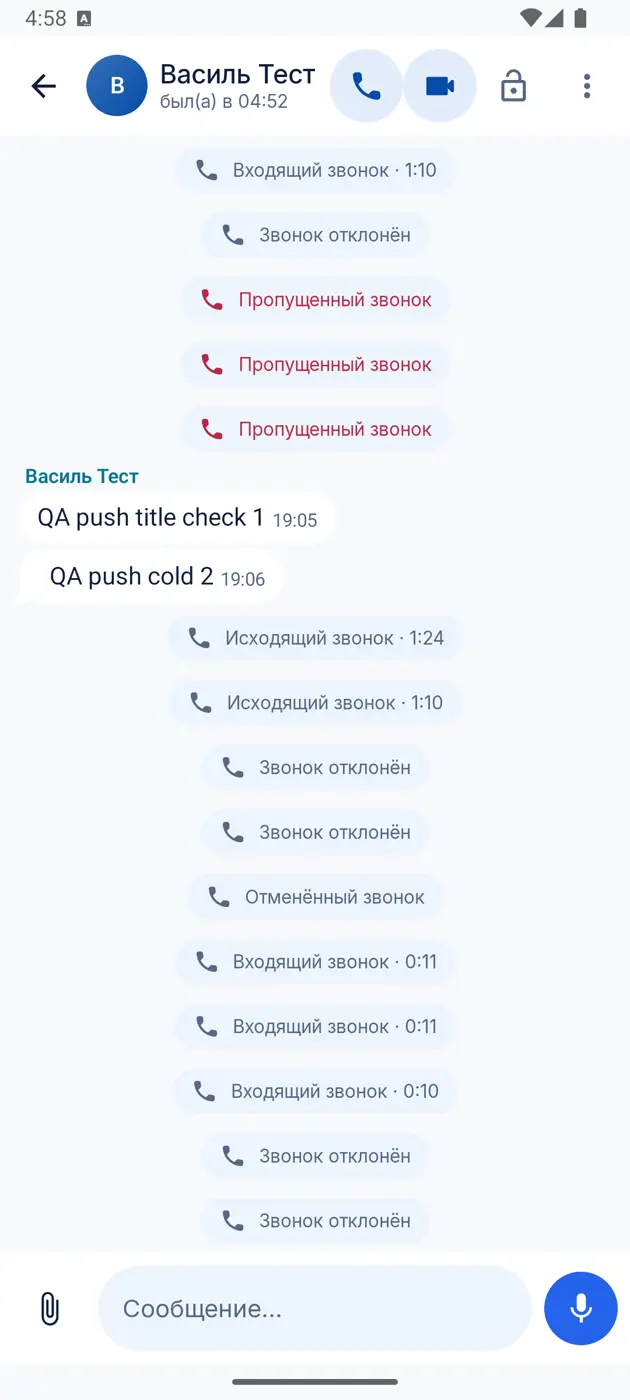 4:58 A
В
Василь Тест
был(а) в 04:52
Входящий звонок · 1:10
Звонок отклонён
Пропущенный звонок
Пропущенный звонок
Пропущенный звонок
Василь Тест
QA push title check 1 19:05
QA push cold 2 19:06
Исходящий звонок · 1:24
Исходящий звонок · 1:10
Звонок отклонён
Звонок отклонён
Отменённый звонок
Входящий звонок · 0:11
Входящий звонок · 0:11
Входящий звонок · 0:10
Звонок отклонён
Звонок отклонён
Сообщение...